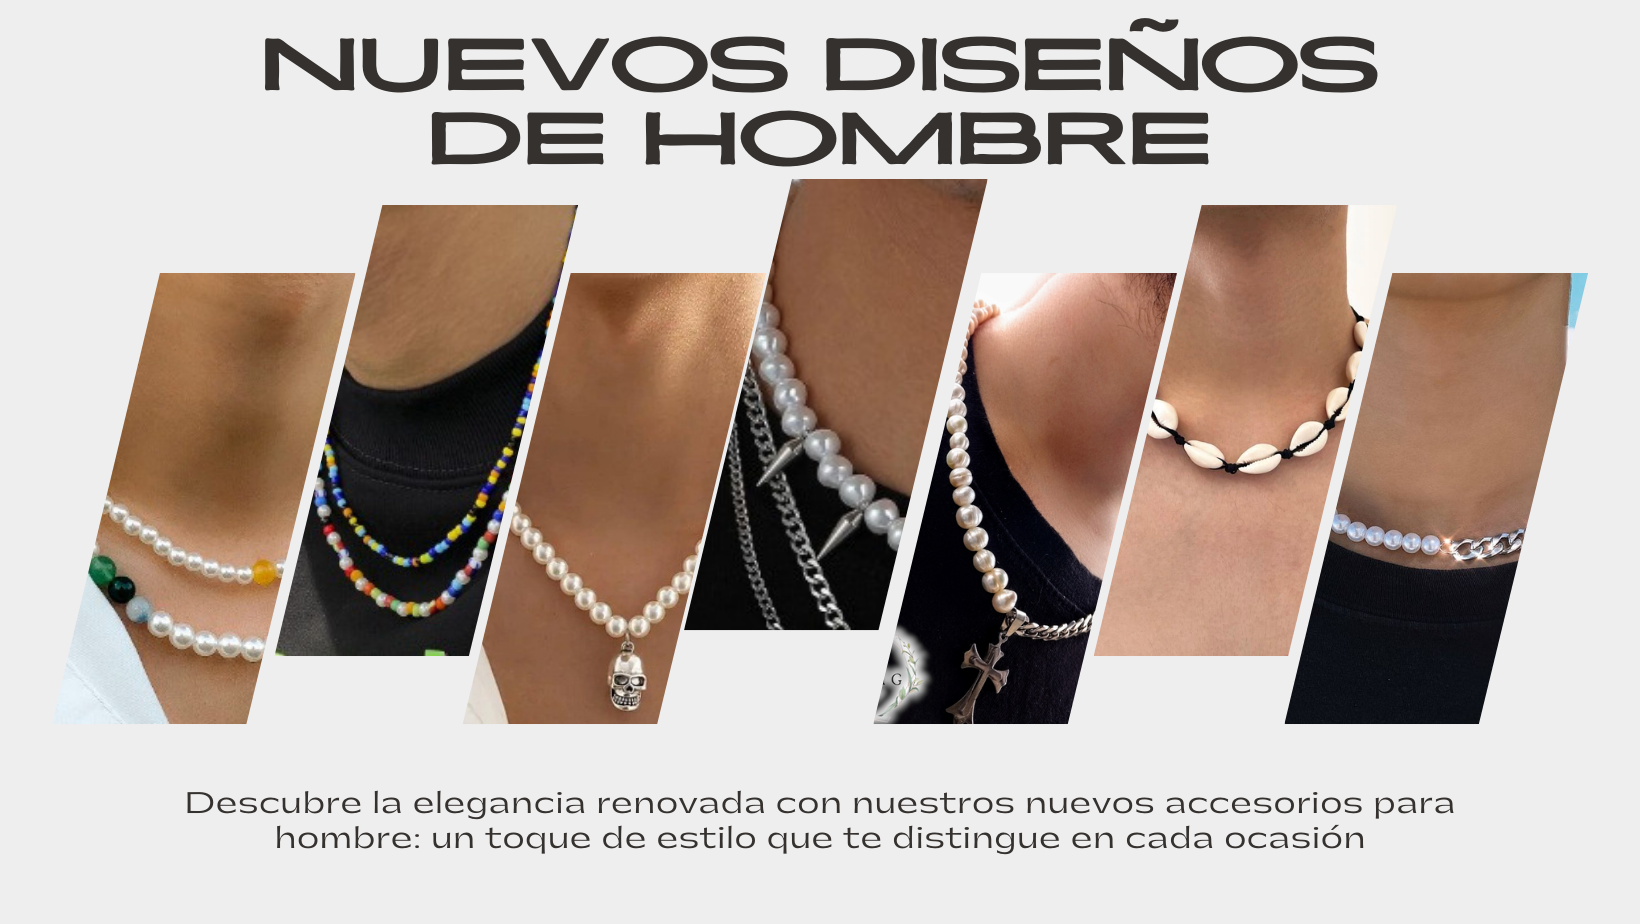 NUEVOS DISEÑOS
DE HOMBRE
G
Descubre la elegancia renovada con nuestros nuevos accesorios para
hombre: un toque de estilo que te distingue en cada ocasión